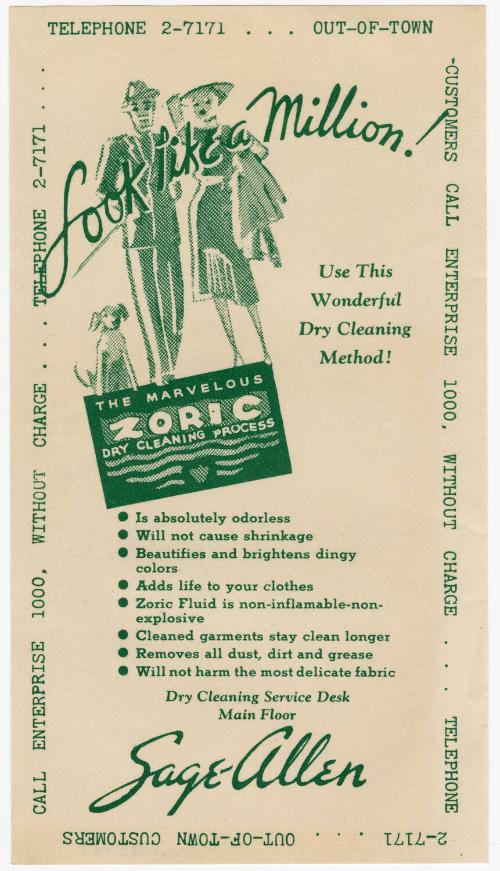 TELEPHONE 2-7171 . . . OUT-OF-TOWN
-CUSTOMERS CALL ENTERPRISE 1000, WITHOUT CHARGE . . . TELEPHONE
2-7171 . . . OUT-OF-TOWN CUSTOMERS
CALL ENTERPRISE 1000, WITHOUT CHARGE . . . TELEPHONE 2-7171 . . .
Look like a Million!
Use This
Wonderful
Dry Cleaning
Method!
THE MARVELOUS
ZORIC
DRY CLEANING PROCESS
● Is absolutely odorless
● Will not cause shrinkage
● Beautifies and brightens dingy
colors
● Adds life to your clothes
● Zoric Fluid is non-inflamable-non-
explosive
● Cleaned garments stay clean longer
● Removes all dust, dirt and grease
● Will not harm the most delicate fabric
Dry Cleaning Service Desk
Main Floor
Sage-Allen